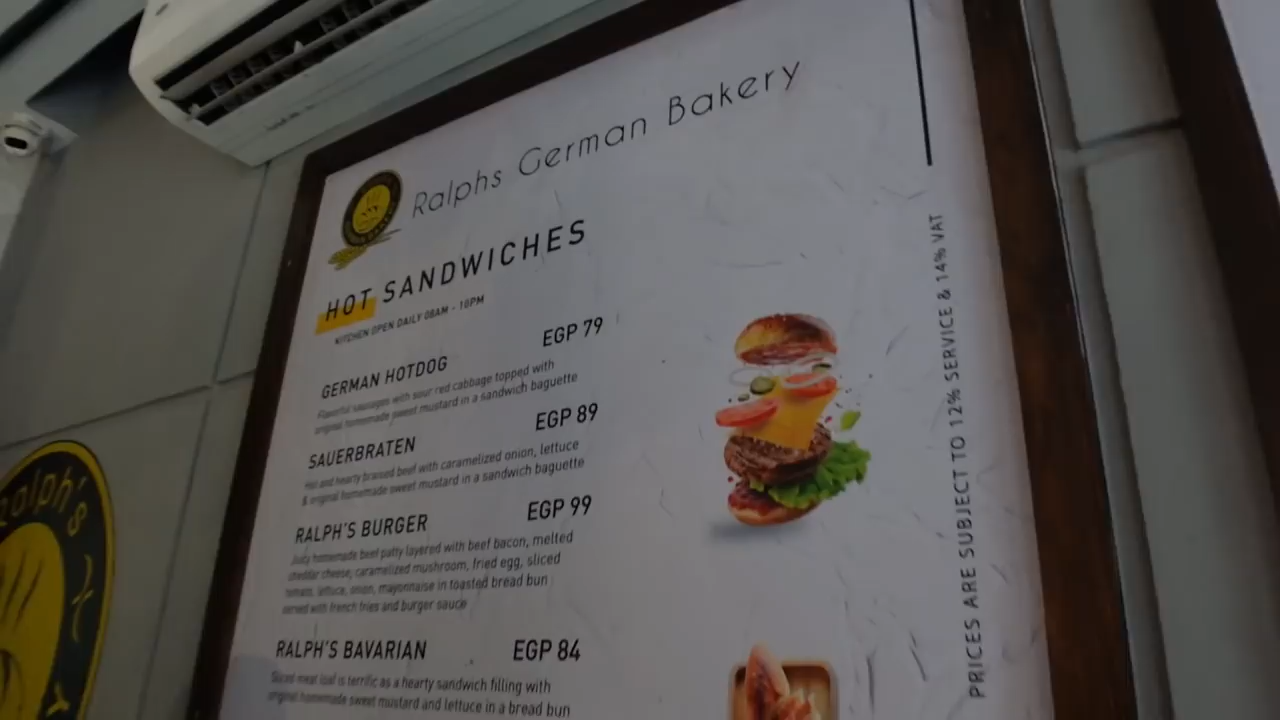 Ralphs German Bakery
HOT SANDWICHES
KITCHEN OPEN DAILY 08AM - 10PM
GERMAN HOTDOG EGP 79
Flavorful sausages with sour red cabbage topped with
original homemade sweet mustard in a sandwich baguette
SAUERBRATEN EGP 89
Hot and hearty braised beef with caramelized onion, lettuce
& original homemade sweet mustard in a sandwich baguette
RALPH'S BURGER EGP 99
Juicy homemade beef patty layered with beef bacon, melted
cheddar cheese, caramelized mushroom, fried egg, sliced
tomato, lettuce, onion, mayonnaise in toasted bread bun
served with french fries and burger sauce
RALPH'S BAVARIAN EGP 84
Sliced meat loaf is terrific as a hearty sandwich filling with
original homemade sweet mustard and lettuce in a bread bun
PRICES ARE SUBJECT TO 12% SERVICE & 14% VAT
Ralph's